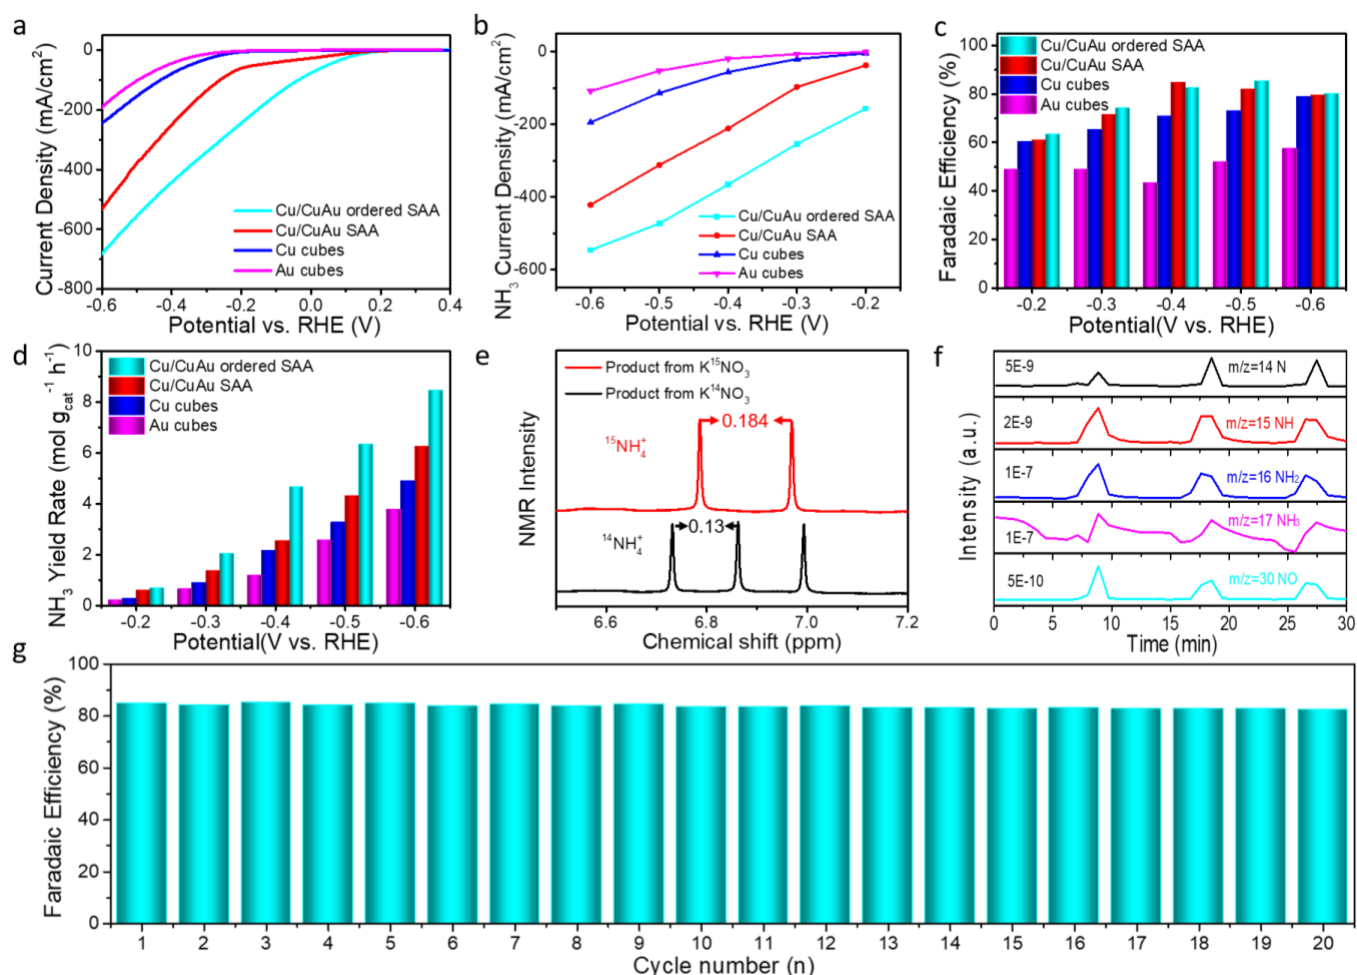 a
Current Density (mA/cm²)
0
-200
-400
-600
-800
-0.6
-0.4
-0.2
0.0
0.2
0.4
Potential vs. RHE (V)
Cu/CuAu ordered SAA
Cu/CuAu SAA
Cu cubes
Au cubes
b
NH₃ Current Density (mA/cm²)
0
-200
-400
-600
-0.6
-0.5
-0.4
-0.3
-0.2
Potential vs. RHE (V)
Cu/CuAu ordered SAA
Cu/CuAu SAA
Cu cubes
Au cubes
c
Faradaic Efficiency (%)
100
80
60
40
20
0
-0.2
-0.3
-0.4
-0.5
-0.6
Potential(V vs. RHE)
Cu/CuAu ordered SAA
Cu/CuAu SAA
Cu cubes
Au cubes
d
NH₃ Yield Rate (mol g_cat⁻¹ h⁻¹)
10
8
6
4
2
0
-0.2
-0.3
-0.4
-0.5
-0.6
Potential(V vs. RHE)
Cu/CuAu ordered SAA
Cu/CuAu SAA
Cu cubes
Au cubes
e
NMR Intensity
Product from K¹⁵NO₃
Product from K¹⁴NO₃
0.184
¹⁵NH₄⁺
0.13
¹⁴NH₄⁺
6.6
6.8
7.0
7.2
Chemical shift (ppm)
f
Intensity (a.u.)
5E-9
m/z=14 N
2E-9
m/z=15 NH
1E-7
m/z=16 NH₂
1E-7
m/z=17 NH₃
5E-10
m/z=30 NO
0
5
10
15
20
25
30
Time (min)
g
Faradaic Efficiency (%)
100
80
60
40
20
0
1
2
3
4
5
6
7
8
9
10
11
12
13
14
15
16
17
18
19
20
Cycle number (n)